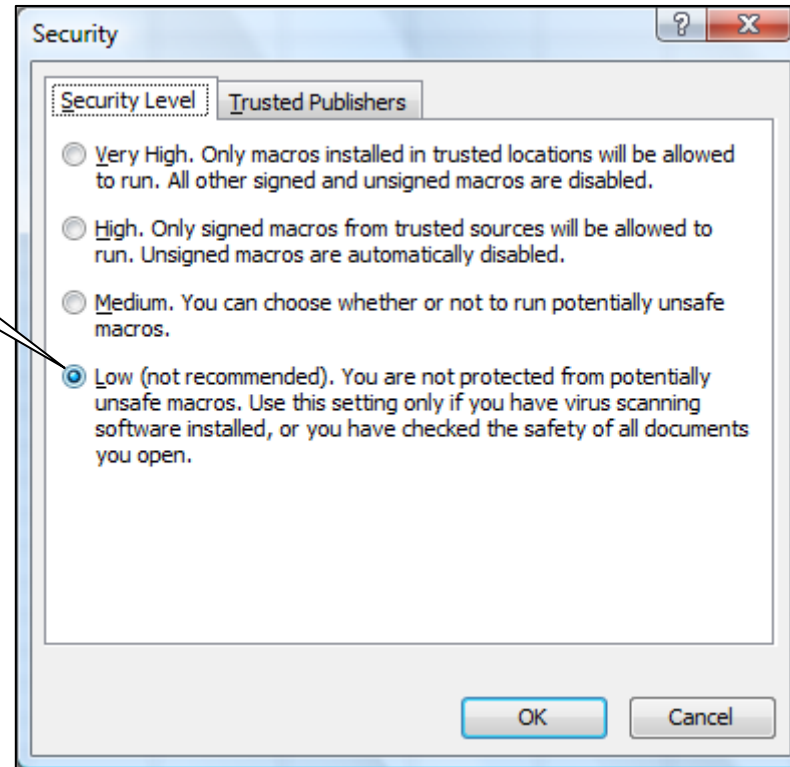 Security
?
X
Security Level Trusted Publishers
Very High. Only macros installed in trusted locations will be allowed
to run. All other signed and unsigned macros are disabled.
High. Only signed macros from trusted sources will be allowed to
run. Unsigned macros are automatically disabled.
Medium. You can choose whether or not to run potentially unsafe
macros.
Low (not recommended). You are not protected from potentially
unsafe macros. Use this setting only if you have virus scanning
software installed, or you have checked the safety of all documents
you open.
OK Cancel